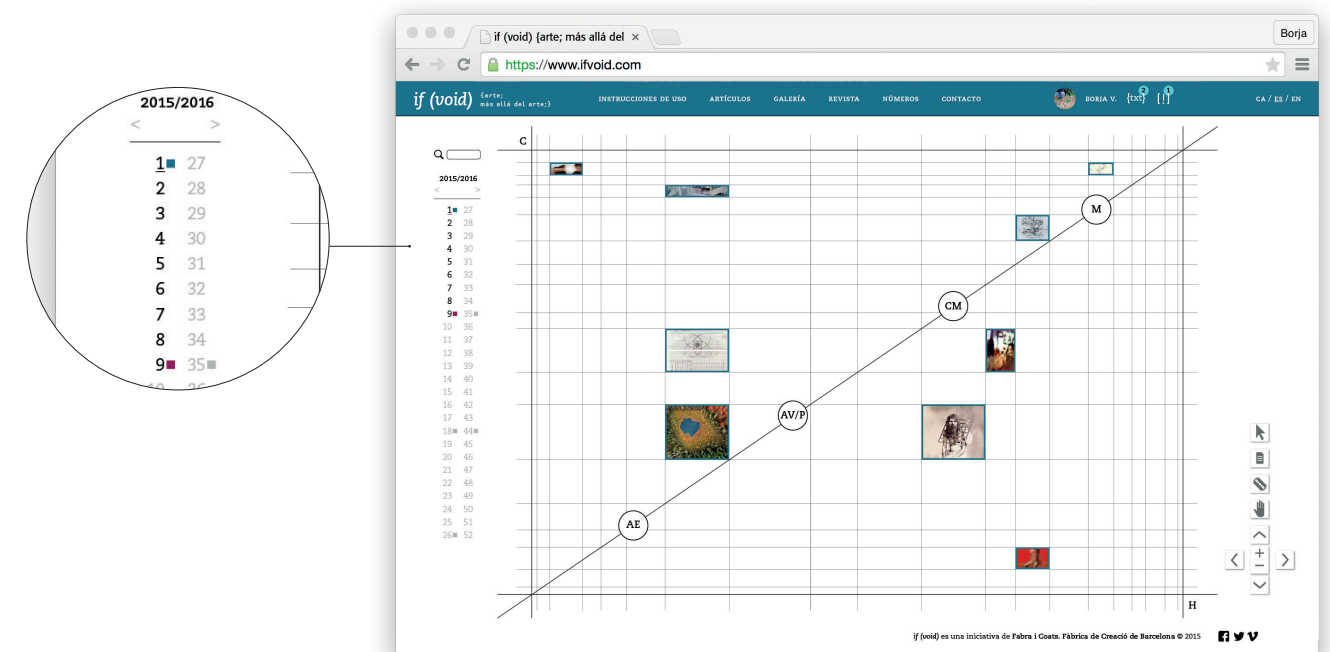 if (void) {arte; más allá del ×
Borja
https://www.ifvoid.com
if (void) {arte;
más allá del arte;}
INSTRUCCIONES DE USO ARTÍCULOS GALERÍA REVISTA NÚMEROS CONTACTO
BORJA V. {txt} 2 [!] 1
CA / ES / EN
2015/2016
< >
1 27
2 28
3 29
4 30
5 31
6 32
7 33
8 34
9 35
10 36
2015/2016
< >
1 27
2 28
3 29
4 30
5 31
6 32
7 33
8 34
9 35
10 36
11 37
12 38
13 39
14 40
15 41
16 42
17 43
18 44
19 45
20 46
21 47
22 48
23 49
24 50
25 51
26 52
C
M
CM
AV/P
AE
H
+
−
if (void) es una iniciativa de Fabra i Coats. Fàbrica de Creació de Barcelona © 2015